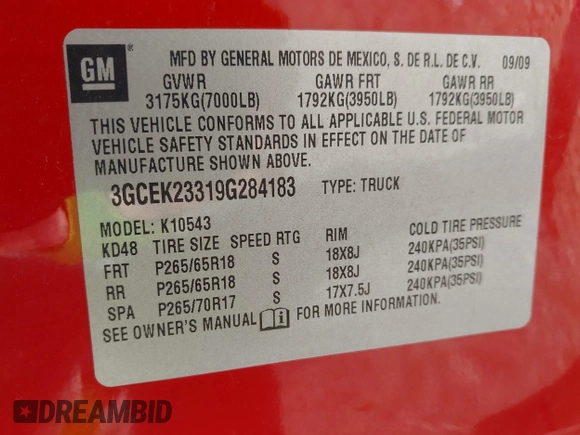 GM
MFD BY GENERAL MOTORS DE MEXICO, S. DE R.L. DE C.V. 09/09
GVWR GAWR FRT GAWR RR
3175KG(7000LB) 1792KG(3950LB) 1792KG(3950LB)
THIS VEHICLE CONFORMS TO ALL APPLICABLE U.S. FEDERAL MOTOR
VEHICLE SAFETY STANDARDS IN EFFECT ON THE DATE OF
MANUFACTURE SHOWN ABOVE.
3GCEK23319G284183 TYPE: TRUCK
MODEL: K10543
KD48 TIRE SIZE SPEED RTG RIM COLD TIRE PRESSURE
FRT P265/65R18 S 18X8J 240KPA(35PSI)
RR P265/65R18 S 18X8J 240KPA(35PSI)
SPA P265/70R17 S 17X7.5J 240KPA(35PSI)
SEE OWNER'S MANUAL i FOR MORE INFORMATION.
DREAMBID